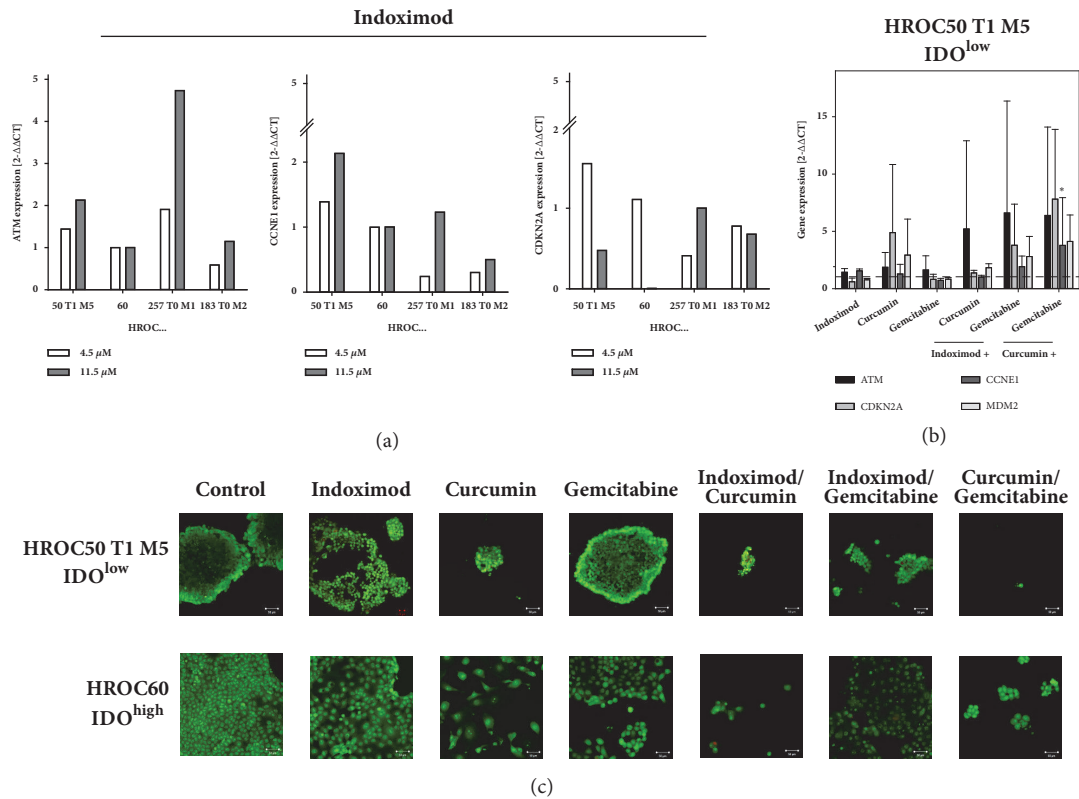 Indoximod
ATM expression [2-ΔΔCT]
5
4
3
2
1
0
50 T1 M5 60 257 T0 M1 183 T0 M2
HROC...
4.5 µM
11.5 µM
CCNE1 expression [2-ΔΔCT]
5
2
1
0
50 T1 M5 60 257 T0 M1 183 T0 M2
HROC...
4.5 µM
11.5 µM
CDKN2A expression [2-ΔΔCT]
5
2
1
0
50 T1 M5 60 257 T0 M1 183 T0 M2
HROC...
4.5 µM
11.5 µM
(a)
HROC50 T1 M5
IDO^low
Gene expression [2-ΔΔCT]
15
10
5
2
0
*
Indoximod
Curcumin
Gemcitabine
Curcumin
Gemcitabine
Gemcitabine
Indoximod + Curcumin +
ATM CCNE1
CDKN2A MDM2
(b)
Control Indoximod Curcumin Gemcitabine Indoximod/ Curcumin Indoximod/ Gemcitabine Curcumin/ Gemcitabine
HROC50 T1 M5
IDO^low
HROC60
IDO^high
(c)